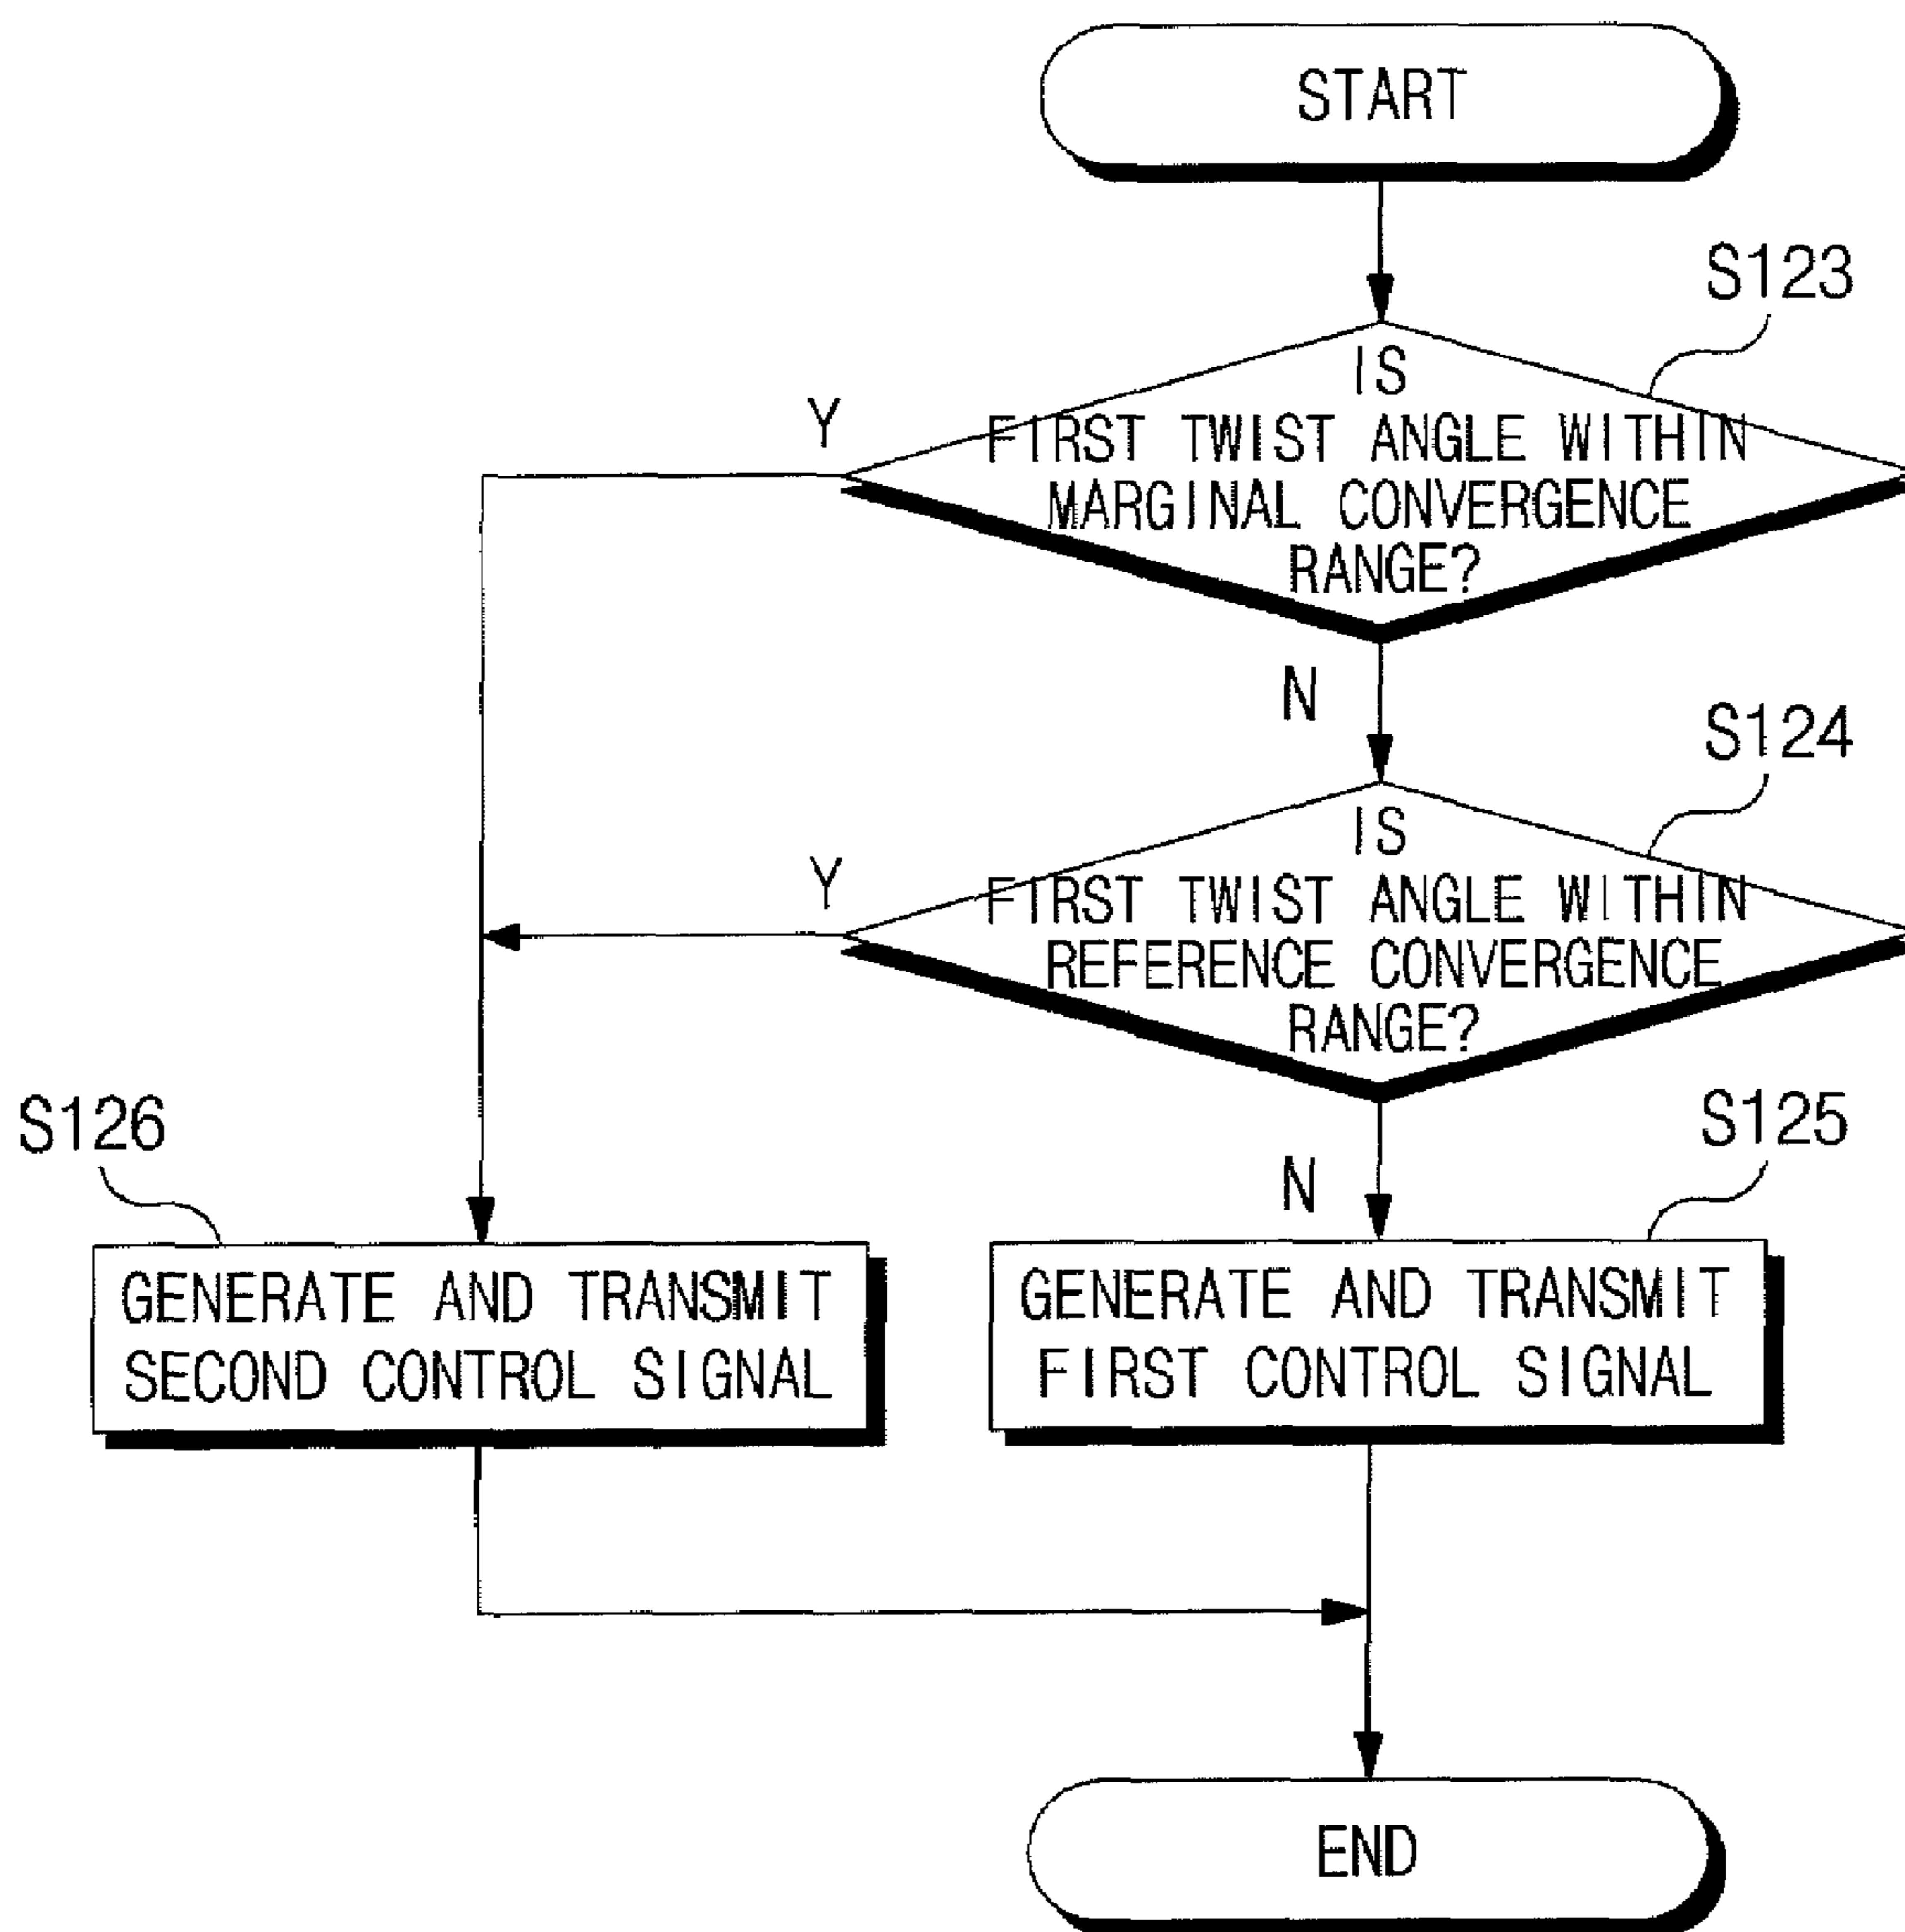 START
S123
IS
FIRST TWIST ANGLE WITHIN
MARGINAL CONVERGENCE
RANGE?
Y
N
S124
IS
FIRST TWIST ANGLE WITHIN
REFERENCE CONVERGENCE
RANGE?
Y
N
S126
GENERATE AND TRANSMIT
SECOND CONTROL SIGNAL
S125
GENERATE AND TRANSMIT
FIRST CONTROL SIGNAL
END